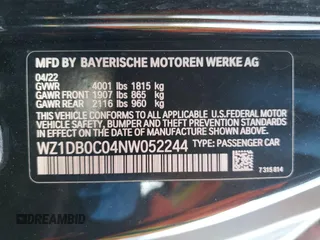 MFD BY BAYERISCHE MOTOREN WERKE AG
04/22
GVWR 4001 lbs 1815 kg
GAWR FRONT 1907 lbs 865 kg
GAWR REAR 2116 lbs 960 kg
THIS VEHICLE CONFORMS TO ALL APPLICABLE
U.S.FEDERAL MOTOR VEHICLE SAFETY, BUMPER,
AND THEFT PREVENTION STANDARDS IN EFFECT ON
THE DATE OF MANUFACTURE SHOWN ABOVE.
WZ1DB0C04NW052244 TYPE: PASSENGER CAR
7315614
DREAMBID